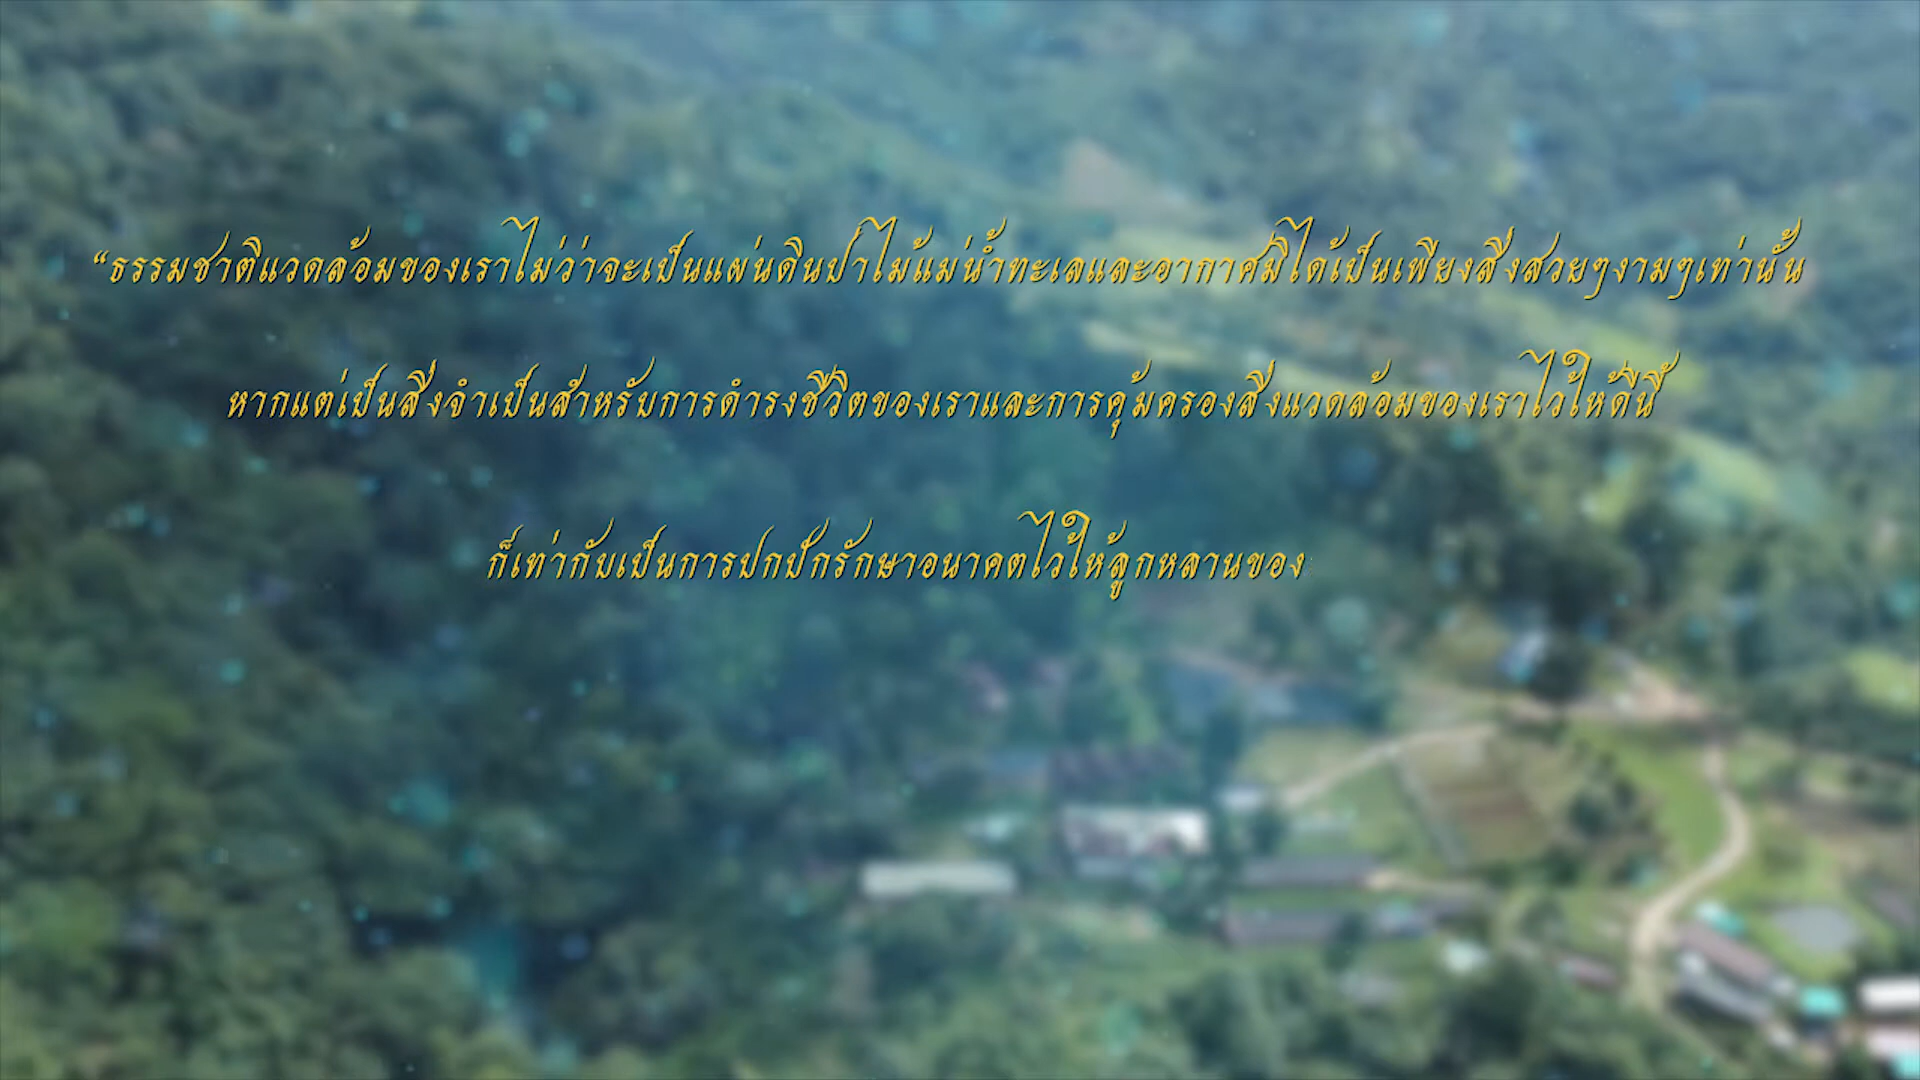 “ธรรมชาติแวดล้อมของเราไม่ว่าจะเป็นแผ่นดินป่าไม้แม่น้ำทะเลและอากาศมิได้เป็นเพียงสิ่งสวยๆงามๆเท่านั้น
หากแต่เป็นสิ่งจำเป็นสำหรับการดำรงชีวิตของเราและการคุ้มครองสิ่งแวดล้อมของเราไว้ให้ดีนี้
ก็เท่ากับเป็นการปกปักรักษาอนาคตไว้ให้ลูกหลานของ